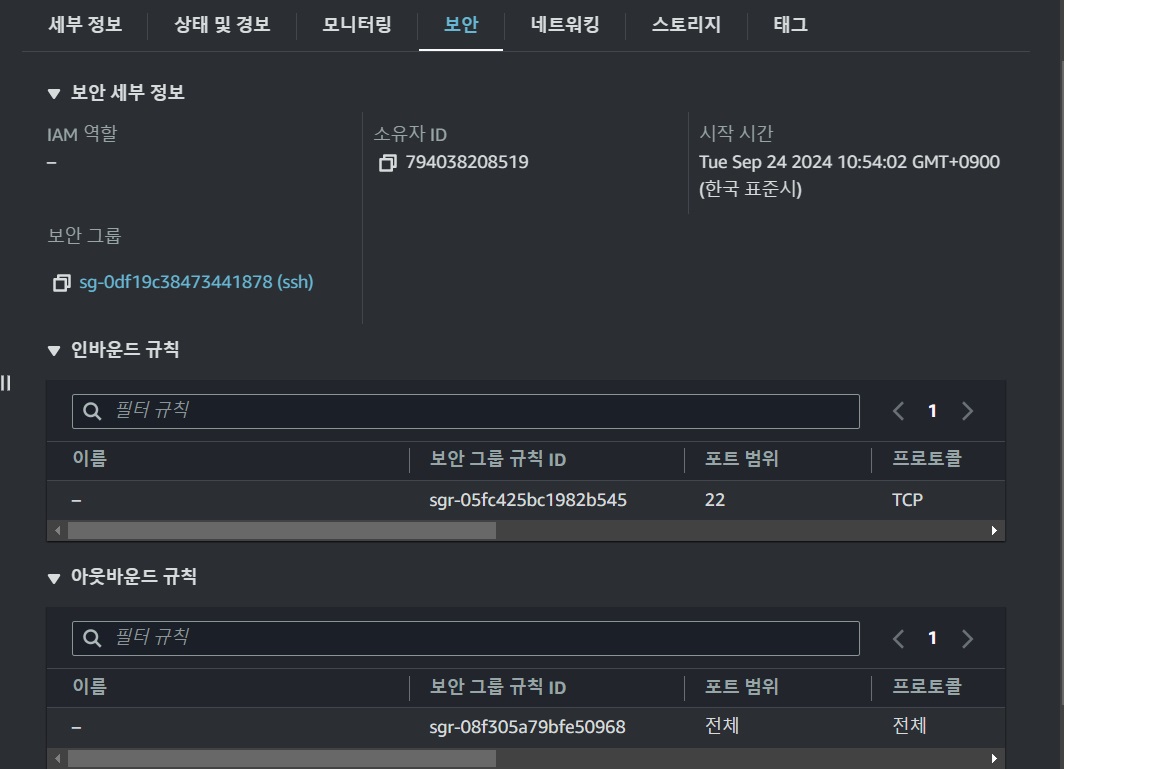 세부 정보 상태 및 경보 모니터링 보안 네트워킹 스토리지 태그
▼ 보안 세부 정보
IAM 역할
–
소유자 ID
794038208519
시작 시간
Tue Sep 24 2024 10:54:02 GMT+0900
(한국 표준시)
보안 그룹
sg-0df19c38473441878 (ssh)
▼ 인바운드 규칙
필터 규칙 1
이름 보안 그룹 규칙 ID 포트 범위 프로토콜
– sgr-05fc425bc1982b545 22 TCP
▼ 아웃바운드 규칙
필터 규칙 1
이름 보안 그룹 규칙 ID 포트 범위 프로토콜
– sgr-08f305a79bfe50968 전체 전체